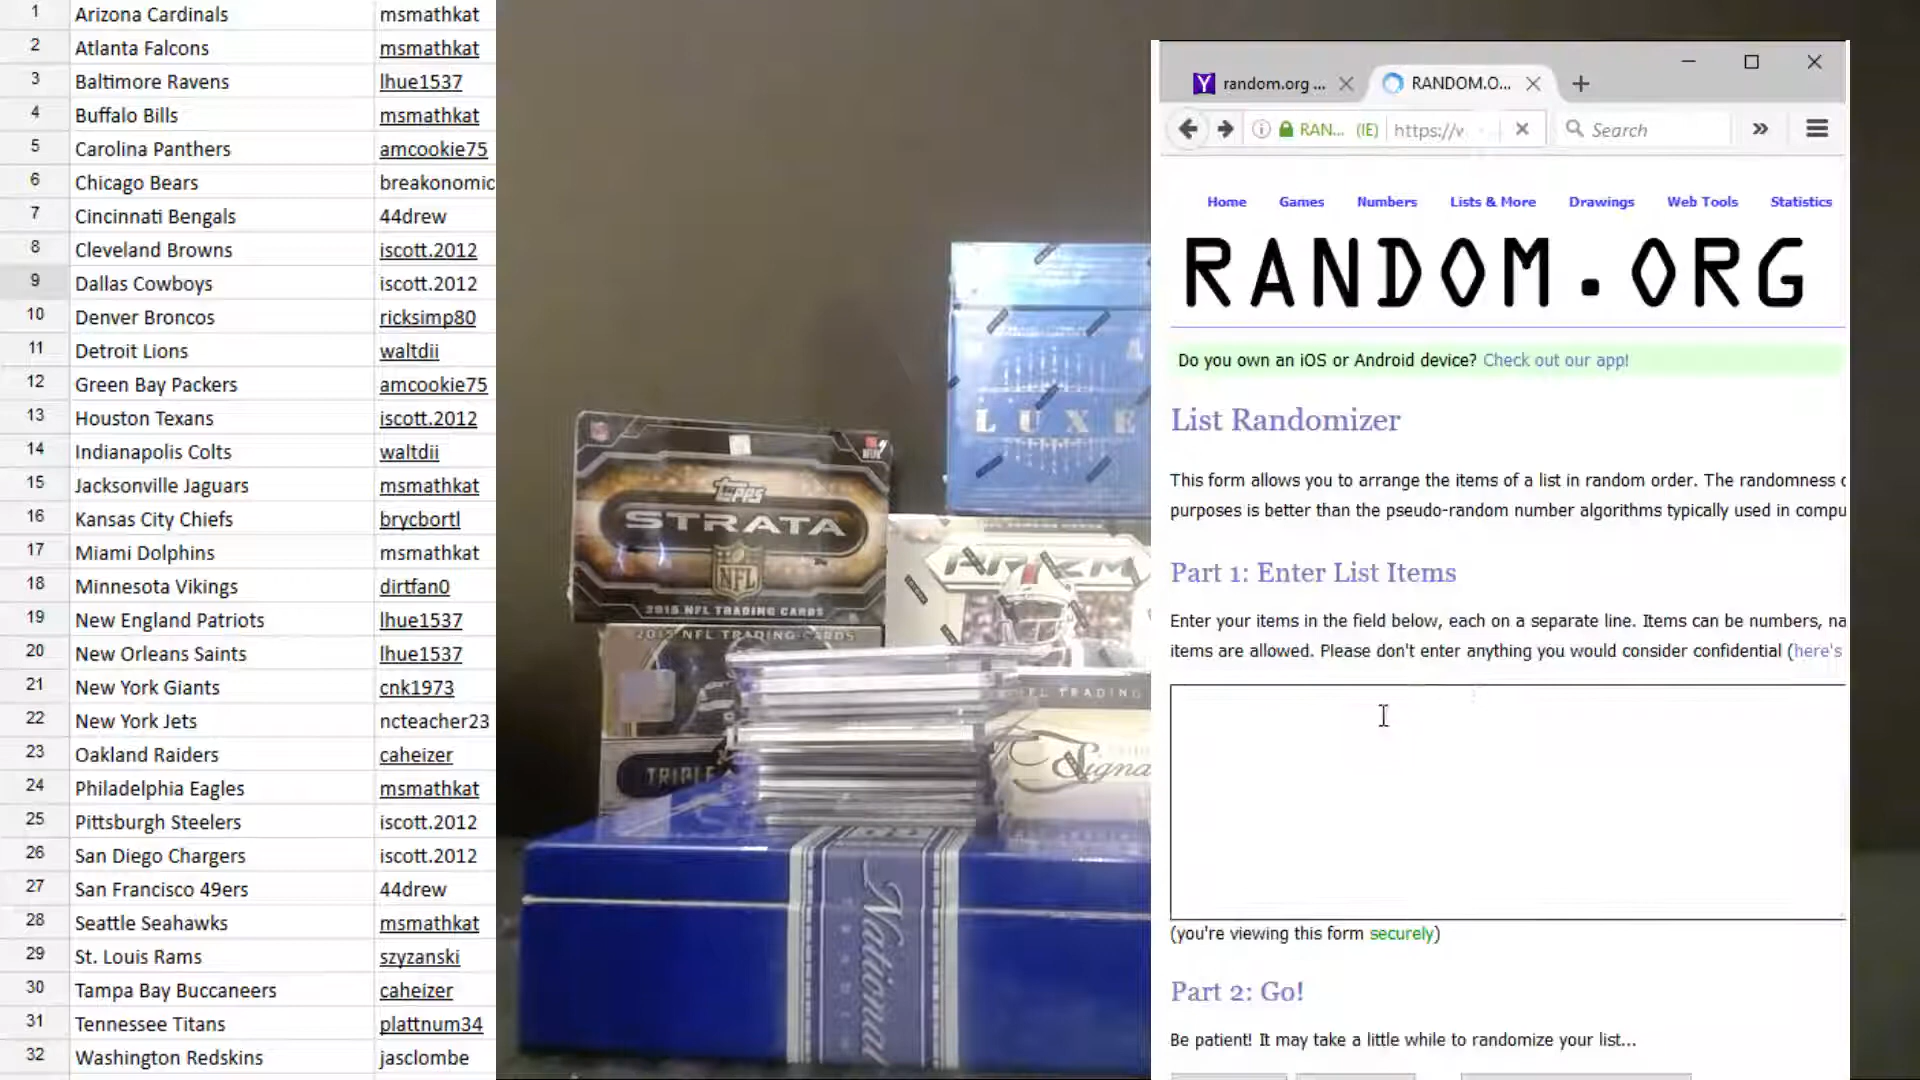 1 Arizona Cardinals msmathkat
2 Atlanta Falcons msmathkat
3 Baltimore Ravens lhue1537
4 Buffalo Bills msmathkat
5 Carolina Panthers amcookie75
6 Chicago Bears breakonomic
7 Cincinnati Bengals 44drew
8 Cleveland Browns iscott.2012
9 Dallas Cowboys iscott.2012
10 Denver Broncos ricksimp80
11 Detroit Lions waltdii
12 Green Bay Packers amcookie75
13 Houston Texans iscott.2012
14 Indianapolis Colts waltdii
15 Jacksonville Jaguars msmathkat
16 Kansas City Chiefs brycbortl
17 Miami Dolphins msmathkat
18 Minnesota Vikings dirtfan0
19 New England Patriots lhue1537
20 New Orleans Saints lhue1537
21 New York Giants cnk1973
22 New York Jets ncteacher23
23 Oakland Raiders caheizer
24 Philadelphia Eagles msmathkat
25 Pittsburgh Steelers iscott.2012
26 San Diego Chargers iscott.2012
27 San Francisco 49ers 44drew
28 Seattle Seahawks msmathkat
29 St. Louis Rams szyzanski
30 Tampa Bay Buccaneers caheizer
31 Tennessee Titans plattnum34
32 Washington Redskins jasclombe
LUXE
Topps
STRATA
NFL
2015 NFL TRADING CARDS
2015 NFL TRADING CARDS
PRIZM
TRADING
TRIPLE
Signa
National
random.org ...
RANDOM.O...
RAN... (IE) https://w
Search
Home Games Numbers Lists & More Drawings Web Tools Statistics
RANDOM.ORG
Do you own an iOS or Android device? Check out our app!
List Randomizer
This form allows you to arrange the items of a list in random order. The randomness
purposes is better than the pseudo-random number algorithms typically used in compu
Part 1: Enter List Items
Enter your items in the field below, each on a separate line. Items can be numbers, na
items are allowed. Please don't enter anything you would consider confidential (here's
(you're viewing this form securely)
Part 2: Go!
Be patient! It may take a little while to randomize your list...